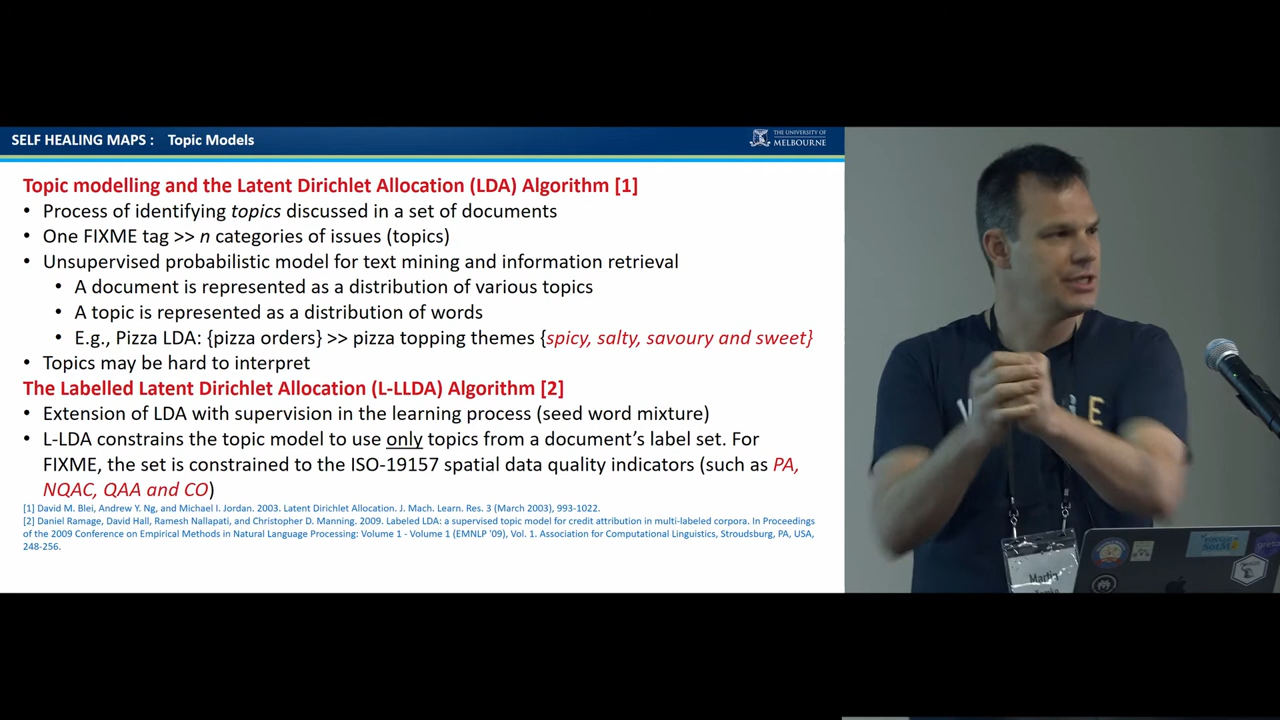 SELF HEALING MAPS : Topic Models
THE UNIVERSITY OF
MELBOURNE
Topic modelling and the Latent Dirichlet Allocation (LDA) Algorithm [1]
• Process of identifying topics discussed in a set of documents
• One FIXME tag >> n categories of issues (topics)
• Unsupervised probabilistic model for text mining and information retrieval
• A document is represented as a distribution of various topics
• A topic is represented as a distribution of words
• E.g., Pizza LDA: {pizza orders} >> pizza topping themes {spicy, salty, savoury and sweet}
• Topics may be hard to interpret
The Labelled Latent Dirichlet Allocation (L-LLDA) Algorithm [2]
• Extension of LDA with supervision in the learning process (seed word mixture)
• L-LDA constrains the topic model to use only topics from a document's label set. For
FIXME, the set is constrained to the ISO-19157 spatial data quality indicators (such as PA,
NQAC, QAA and CO)
[1] David M. Blei, Andrew Y. Ng, and Michael I. Jordan. 2003. Latent Dirichlet Allocation. J. Mach. Learn. Res. 3 (March 2003), 993-1022.
[2] Daniel Ramage, David Hall, Ramesh Nallapati, and Christopher D. Manning. 2009. Labeled LDA: a supervised topic model for credit attribution in multi-labeled corpora. In Proceedings
of the 2009 Conference on Empirical Methods in Natural Language Processing: Volume 1 - Volume 1 (EMNLP '09), Vol. 1. Association for Computational Linguistics, Stroudsburg, PA, USA,
248-256.